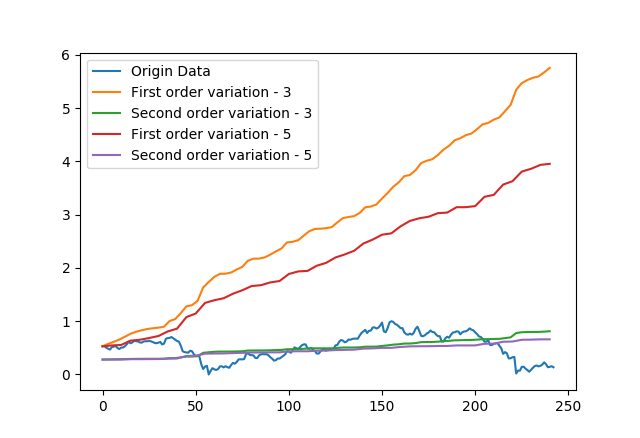 Origin Data
First order variation - 3
Second order variation - 3
First order variation - 5
Second order variation - 5
6
5
4
3
2
1
0
0 50 100 150 200 250